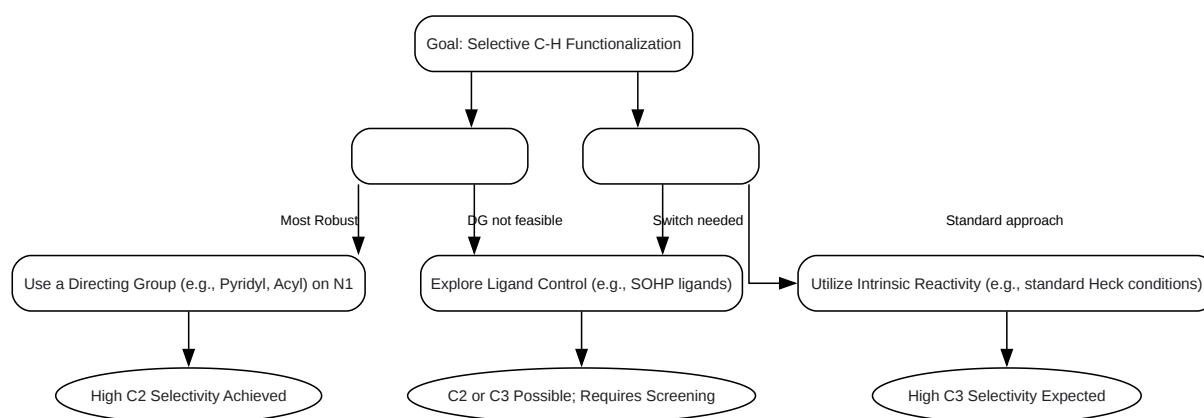 Goal: Selective C-H Functionalization
Most Robust
DG not feasible
Switch needed
Standard approach
Use a Directing Group (e.g., Pyridyl, Acyl) on N1
Explore Ligand Control (e.g., SOHP ligands)
Utilize Intrinsic Reactivity (e.g., standard Heck conditions)
High C2 Selectivity Achieved
C2 or C3 Possible; Requires Screening
High C3 Selectivity Expected